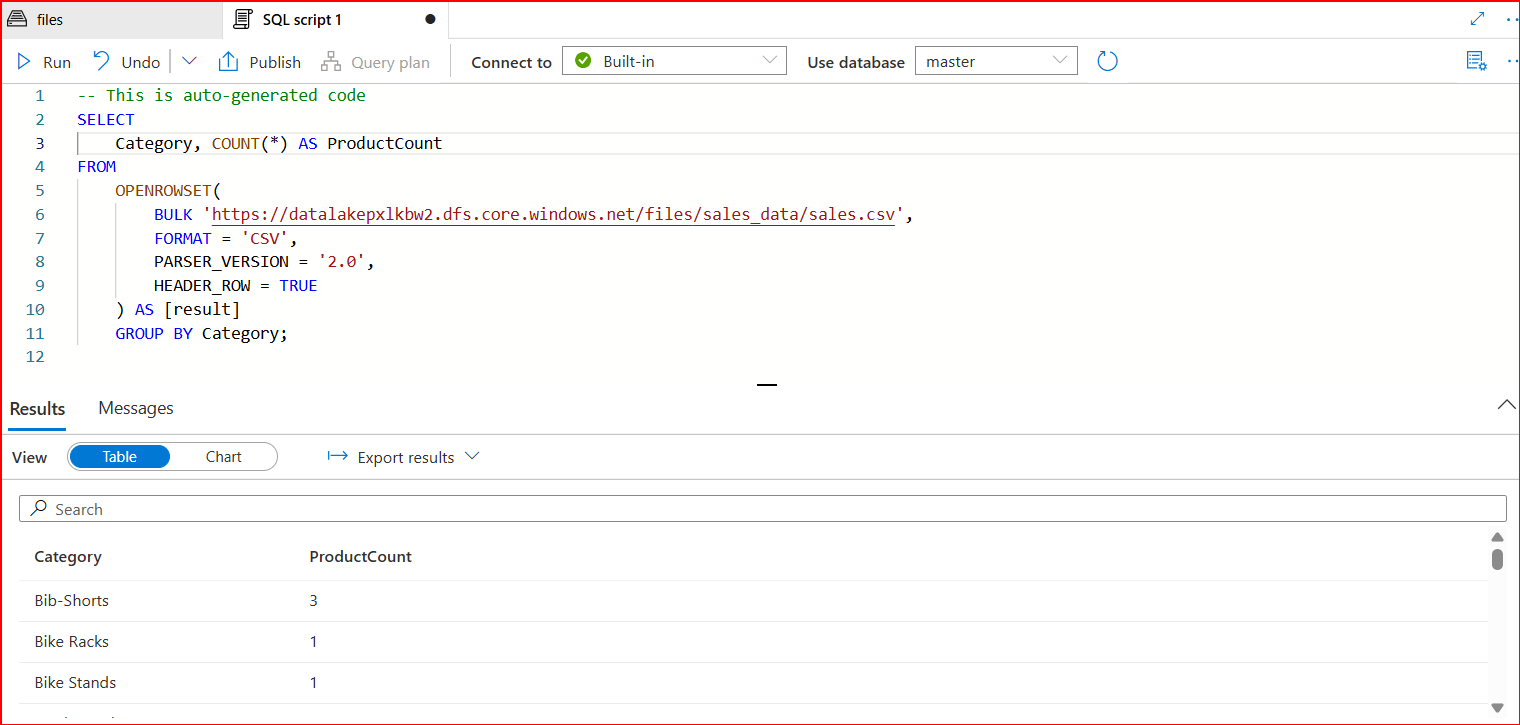 files SQL script 1
Run Undo Publish Query plan Connect to Built-in Use database master
1 -- This is auto-generated code
2 SELECT
3 Category, COUNT(*) AS ProductCount
4 FROM
5 OPENROWSET(
6 BULK 'https://datalakepxlkbw2.dfs.core.windows.net/files/sales_data/sales.csv',
7 FORMAT = 'CSV',
8 PARSER_VERSION = '2.0',
9 HEADER_ROW = TRUE
10 ) AS [result]
11 GROUP BY Category;
12
Results Messages
View Table Chart Export results
Search
Category ProductCount
Bib-Shorts 3
Bike Racks 1
Bike Stands 1